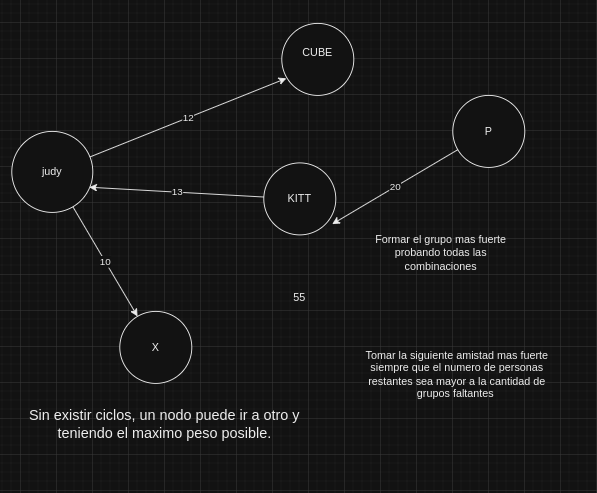 CUBE
P
12
judy
13
20
KITT
Formar el grupo mas fuerte
probando todas las
combinaciones
10
55
X
Tomar la siguiente amistad mas fuerte
siempre que el numero de personas
restantes sea mayor a la cantidad de
grupos faltantes
Sin existir ciclos, un nodo puede ir a otro y
teniendo el maximo peso posible.